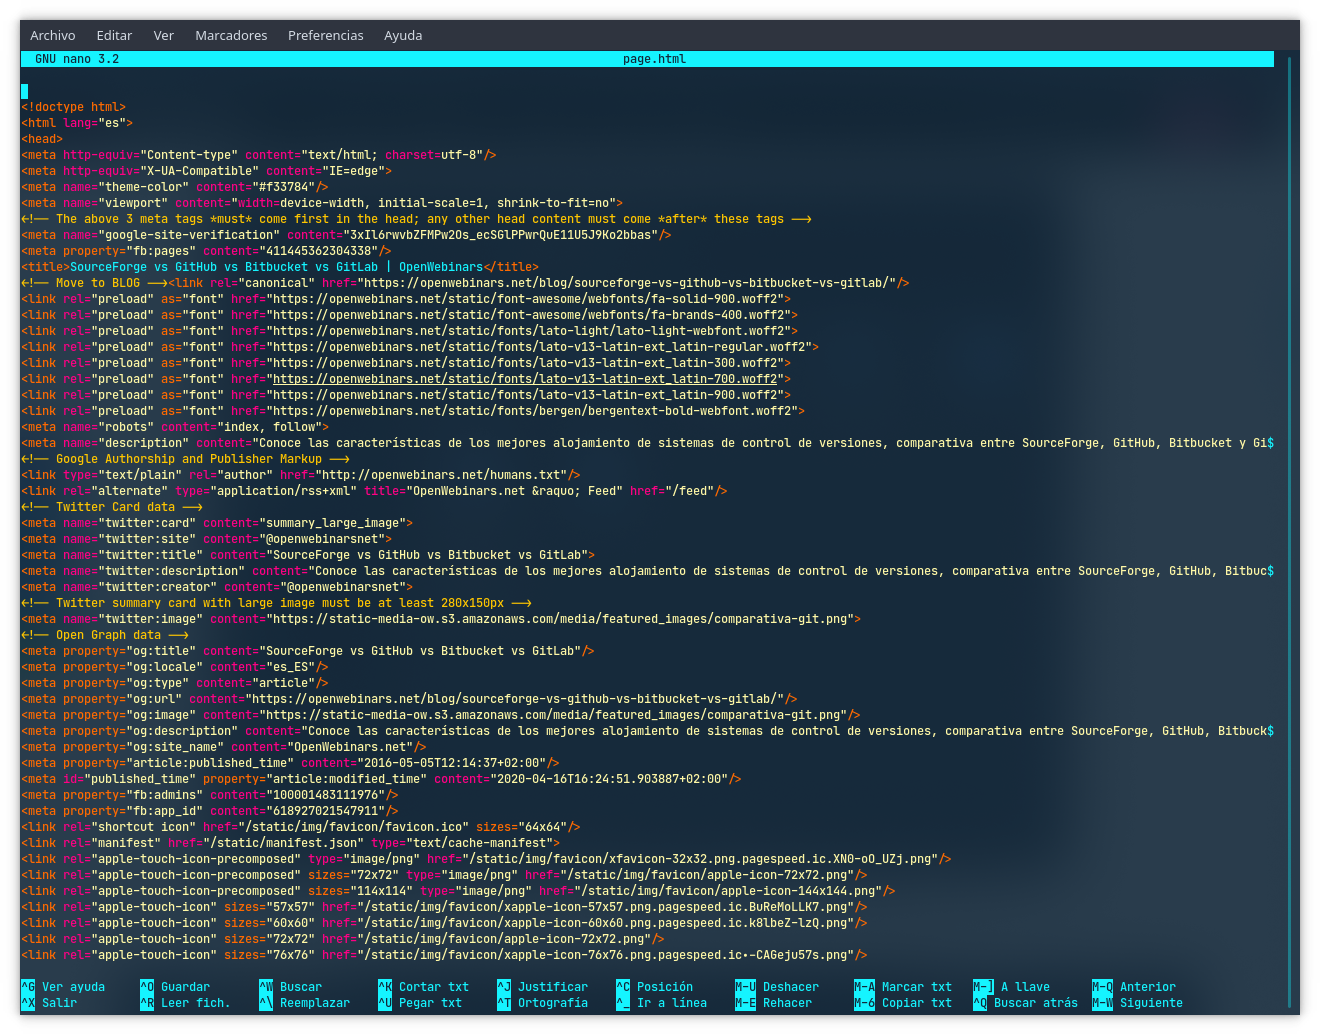 Archivo Editar Ver Marcadores Preferencias Ayuda
GNU nano 3.2 page.html
<!doctype html>
<html lang="es">
<head>
<meta http-equiv="Content-type" content="text/html; charset=utf-8"/>
<meta http-equiv="X-UA-Compatible" content="IE=edge">
<meta name="theme-color" content="#f33784"/>
<meta name="viewport" content="width=device-width, initial-scale=1, shrink-to-fit=no">
<!-- The above 3 meta tags *must* come first in the head; any other head content must come *after* these tags -->
<meta name="google-site-verification" content="3xIl6rwvbZFMPw2Os_ecSGlPPwrQuE11U5J9Ko2bbas"/>
<meta property="fb:pages" content="411445362304338"/>
<title>SourceForge vs GitHub vs Bitbucket vs GitLab | OpenWebinars</title>
<!-- Move to BLOG --><link rel="canonical" href="https://openwebinars.net/blog/sourceforge-vs-github-vs-bitbucket-vs-gitlab/"/>
<link rel="preload" as="font" href="https://openwebinars.net/static/font-awesome/webfonts/fa-solid-900.woff2">
<link rel="preload" as="font" href="https://openwebinars.net/static/font-awesome/webfonts/fa-brands-400.woff2">
<link rel="preload" as="font" href="https://openwebinars.net/static/fonts/lato-light/lato-light-webfont.woff2">
<link rel="preload" as="font" href="https://openwebinars.net/static/fonts/lato-v13-latin-ext_latin-regular.woff2">
<link rel="preload" as="font" href="https://openwebinars.net/static/fonts/lato-v13-latin-ext_latin-300.woff2">
<link rel="preload" as="font" href="https://openwebinars.net/static/fonts/lato-v13-latin-ext_latin-700.woff2">
<link rel="preload" as="font" href="https://openwebinars.net/static/fonts/lato-v13-latin-ext_latin-900.woff2">
<link rel="preload" as="font" href="https://openwebinars.net/static/fonts/bergen/bergentext-bold-webfont.woff2">
<meta name="robots" content="index, follow">
<meta name="description" content="Conoce las características de los mejores alojamiento de sistemas de control de versiones, comparativa entre SourceForge, GitHub, Bitbucket y Gi$
<!-- Google Authorship and Publisher Markup -->
<link type="text/plain" rel="author" href="http://openwebinars.net/humans.txt"/>
<link rel="alternate" type="application/rss+xml" title="OpenWebinars.net &raquo; Feed" href="/feed"/>
<!-- Twitter Card data -->
<meta name="twitter:card" content="summary_large_image">
<meta name="twitter:site" content="@openwebinarsnet">
<meta name="twitter:title" content="SourceForge vs GitHub vs Bitbucket vs GitLab">
<meta name="twitter:description" content="Conoce las características de los mejores alojamiento de sistemas de control de versiones, comparativa entre SourceForge, GitHub, Bitbuc$
<meta name="twitter:creator" content="@openwebinarsnet">
<!-- Twitter summary card with large image must be at least 280x150px -->
<meta name="twitter:image" content="https://static-media-ow.s3.amazonaws.com/media/featured_images/comparativa-git.png">
<!-- Open Graph data -->
<meta property="og:title" content="SourceForge vs GitHub vs Bitbucket vs GitLab"/>
<meta property="og:locale" content="es_ES"/>
<meta property="og:type" content="article"/>
<meta property="og:url" content="https://openwebinars.net/blog/sourceforge-vs-github-vs-bitbucket-vs-gitlab/"/>
<meta property="og:image" content="https://static-media-ow.s3.amazonaws.com/media/featured_images/comparativa-git.png"/>
<meta property="og:description" content="Conoce las características de los mejores alojamiento de sistemas de control de versiones, comparativa entre SourceForge, GitHub, Bitbuck$
<meta property="og:site_name" content="OpenWebinars.net"/>
<meta property="article:published_time" content="2016-05-05T12:14:37+02:00"/>
<meta id="published_time" property="article:modified_time" content="2020-04-16T16:24:51.903887+02:00"/>
<meta property="fb:admins" content="100001483111976"/>
<meta property="fb:app_id" content="618927021547911"/>
<link rel="shortcut icon" href="/static/img/favicon/favicon.ico" sizes="64x64"/>
<link rel="manifest" href="/static/manifest.json" type="text/cache-manifest">
<link rel="apple-touch-icon-precomposed" type="image/png" href="/static/img/favicon/xfavicon-32x32.png.pagespeed.ic.XN0-oO_UZj.png"/>
<link rel="apple-touch-icon-precomposed" sizes="72x72" type="image/png" href="/static/img/favicon/apple-icon-72x72.png"/>
<link rel="apple-touch-icon-precomposed" sizes="114x114" type="image/png" href="/static/img/favicon/apple-icon-144x144.png"/>
<link rel="apple-touch-icon" sizes="57x57" href="/static/img/favicon/xapple-icon-57x57.png.pagespeed.ic.BuReMoLLK7.png"/>
<link rel="apple-touch-icon" sizes="60x60" href="/static/img/favicon/xapple-icon-60x60.png.pagespeed.ic.k8lbeZ-lzQ.png"/>
<link rel="apple-touch-icon" sizes="72x72" href="/static/img/favicon/apple-icon-72x72.png"/>
<link rel="apple-touch-icon" sizes="76x76" href="/static/img/favicon/xapple-icon-76x76.png.pagespeed.ic.-CAGeju57s.png"/>
^G Ver ayuda ^O Guardar ^W Buscar ^K Cortar txt ^J Justificar ^C Posición M-U Deshacer M-A Marcar txt M-] A llave M-Q Anterior
^X Salir ^R Leer fich. ^\ Reemplazar ^U Pegar txt ^T Ortografía ^_ Ir a línea M-E Rehacer M-6 Copiar txt ^Q Buscar atrás M-W Siguiente